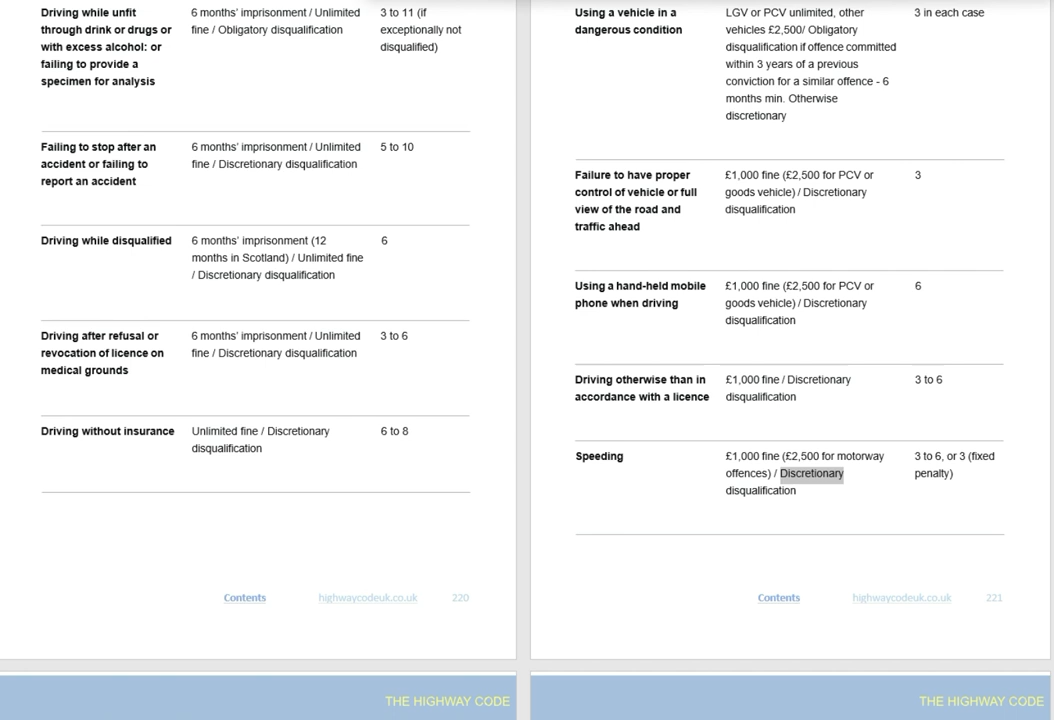 Driving while unfit
through drink or drugs or
with excess alcohol: or
failing to provide a
specimen for analysis
6 months' imprisonment / Unlimited
fine / Obligatory disqualification
3 to 11 (if
exceptionally not
disqualified)
Failing to stop after an
accident or failing to
report an accident
6 months' imprisonment / Unlimited
fine / Discretionary disqualification
5 to 10
Driving while disqualified
6 months' imprisonment (12
months in Scotland) / Unlimited fine
/ Discretionary disqualification
6
Driving after refusal or
revocation of licence on
medical grounds
6 months' imprisonment / Unlimited
fine / Discretionary disqualification
3 to 6
Driving without insurance
Unlimited fine / Discretionary
disqualification
6 to 8
Contents
highwaycodeuk.co.uk
220
Using a vehicle in a
dangerous condition
LGV or PCV unlimited, other
vehicles £2,500/ Obligatory
disqualification if offence committed
within 3 years of a previous
conviction for a similar offence - 6
months min. Otherwise
discretionary
3 in each case
Failure to have proper
control of vehicle or full
view of the road and
traffic ahead
£1,000 fine (£2,500 for PCV or
goods vehicle) / Discretionary
disqualification
3
Using a hand-held mobile
phone when driving
£1,000 fine (£2,500 for PCV or
goods vehicle) / Discretionary
disqualification
6
Driving otherwise than in
accordance with a licence
£1,000 fine / Discretionary
disqualification
3 to 6
Speeding
£1,000 fine (£2,500 for motorway
offences) / Discretionary
disqualification
3 to 6, or 3 (fixed
penalty)
Contents
highwaycodeuk.co.uk
221
THE HIGHWAY CODE
THE HIGHWAY CODE